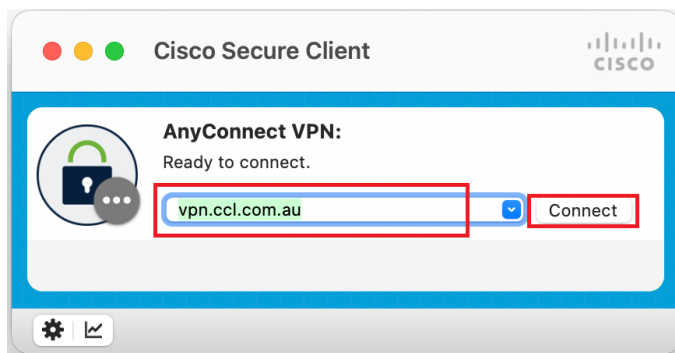 Cisco Secure Client
CISCO
AnyConnect VPN:
Ready to connect.
vpn.ccl.com.au
Connect